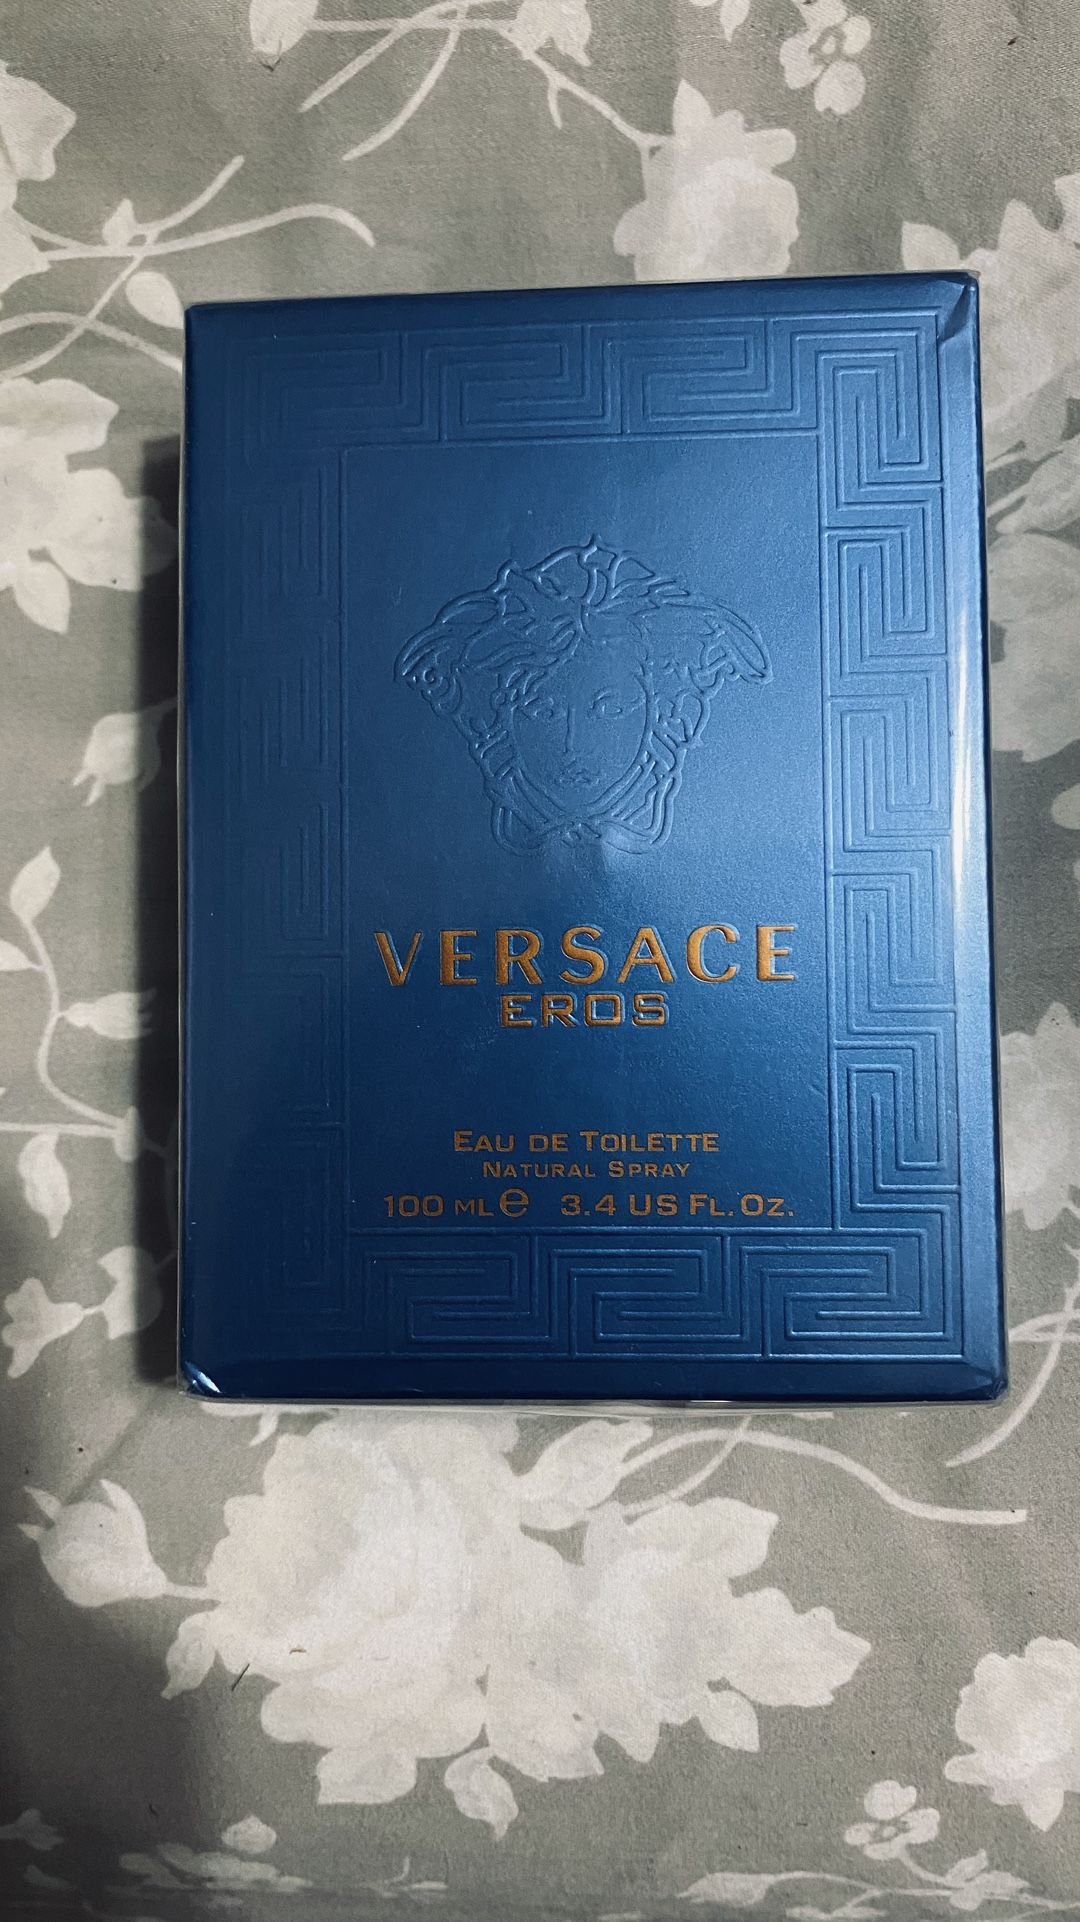 VERSACE
EROS
EAU DE TOILETTE
NATURAL SPRAY
100 ML e 3.4 US FL. OZ.